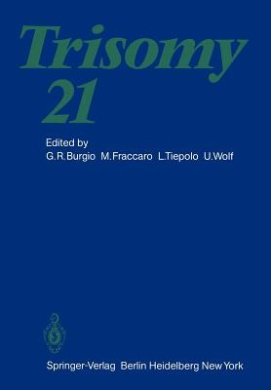 Trisomy
21
Edited by
G.R.Burgio M.Fraccaro L.Tiepolo U.Wolf
Springer-Verlag Berlin Heidelberg New York